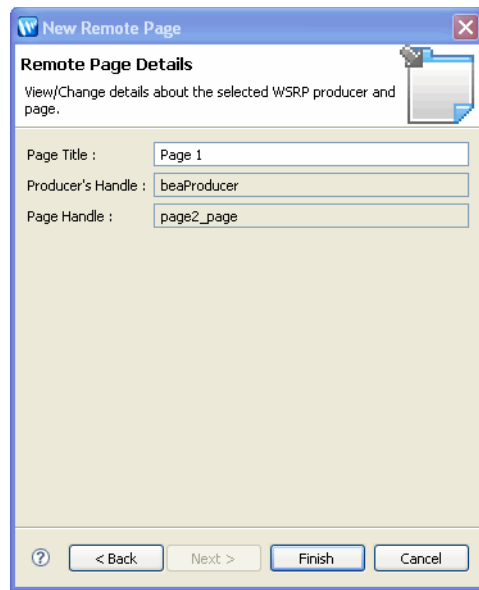 New Remote Page
Remote Page Details
View/Change details about the selected WSRP producer and
page.
Page Title : Page 1
Producer's Handle : beaProducer
Page Handle : page2_page
< Back Next > Finish Cancel